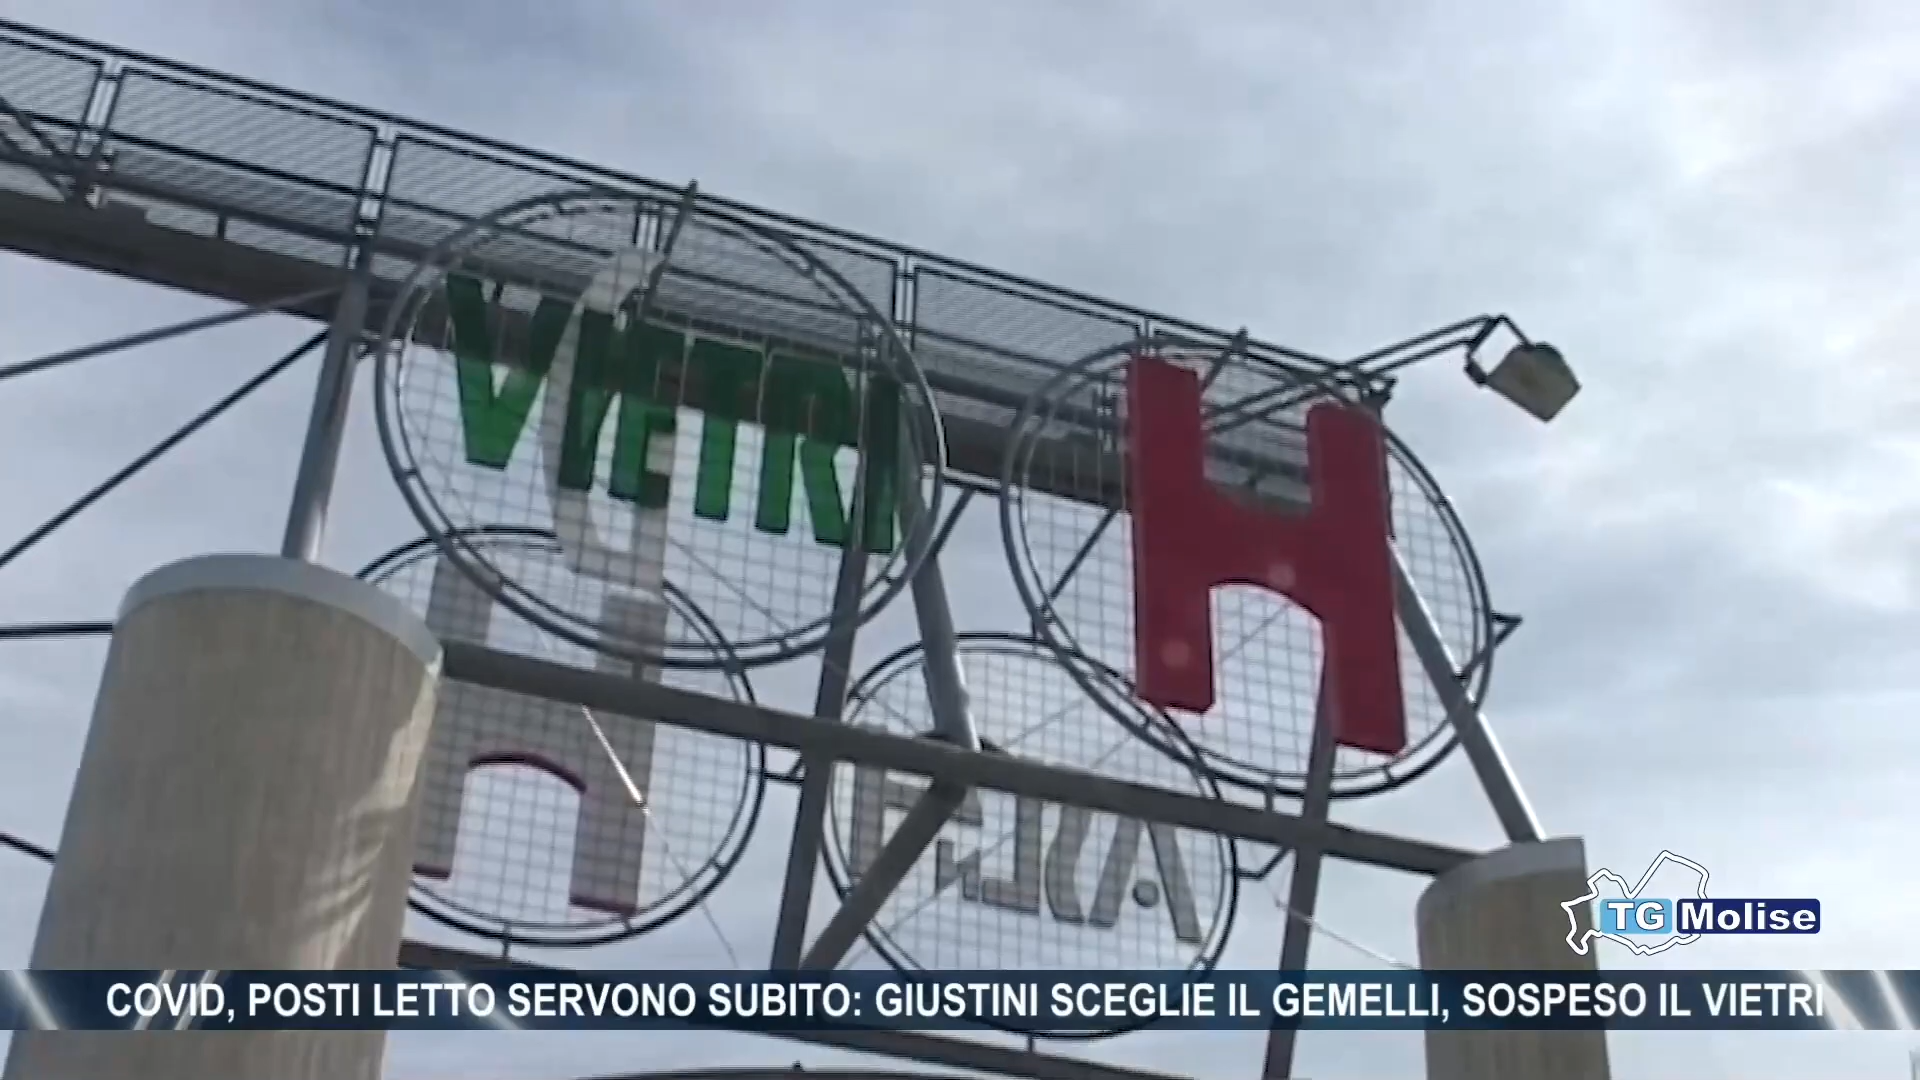 VIETRI
H
TG Molise
COVID, POSTI LETTO SERVONO SUBITO: GIUSTINI SCEGLIE IL GEMELLI, SOSPESO IL VIETRI